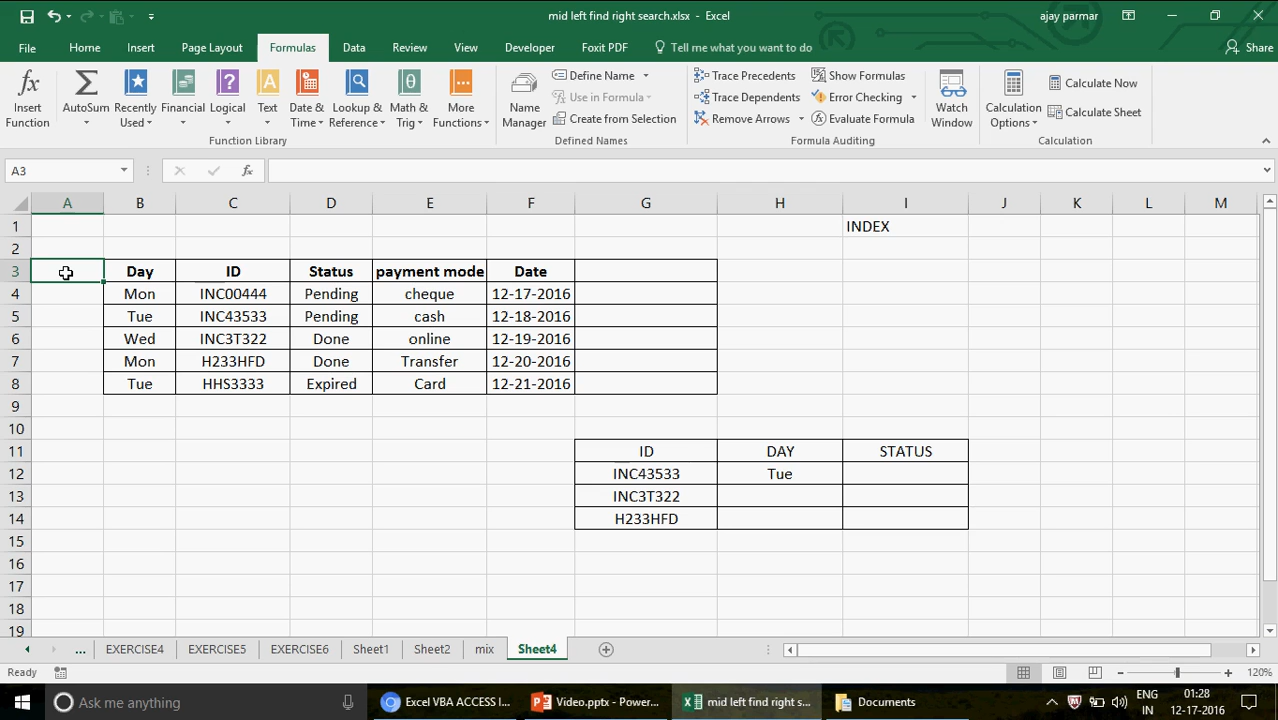 mid left find right search.xlsx - Excel
ajay parmar
File Home Insert Page Layout Formulas Data Review View Developer Foxit PDF Tell me what you want to do Share
Insert Function
AutoSum
Recently Used
Financial
Logical
Text
Date & Time
Lookup & Reference
Math & Trig
More Functions
Function Library
Name Manager
Define Name
Use in Formula
Create from Selection
Defined Names
Trace Precedents
Trace Dependents
Remove Arrows
Show Formulas
Error Checking
Evaluate Formula
Formula Auditing
Watch Window
Calculation Options
Calculate Now
Calculate Sheet
Calculation
A3
fx
A B C D E F G H I J K L M
1 INDEX
2
3 Day ID Status payment mode Date
4 Mon INC00444 Pending cheque 12-17-2016
5 Tue INC43533 Pending cash 12-18-2016
6 Wed INC3T322 Done online 12-19-2016
7 Mon H233HFD Done Transfer 12-20-2016
8 Tue HHS3333 Expired Card 12-21-2016
9
10
11 ID DAY STATUS
12 INC43533 Tue
13 INC3T322
14 H233HFD
15
16
17
18
19
... EXERCISE4 EXERCISE5 EXERCISE6 Sheet1 Sheet2 mix Sheet4
Ready
120%
Ask me anything
Excel VBA ACCESS I...
Video.pptx - Powe...
mid left find right s...
Documents
ENG
IN
01:28
12-17-2016